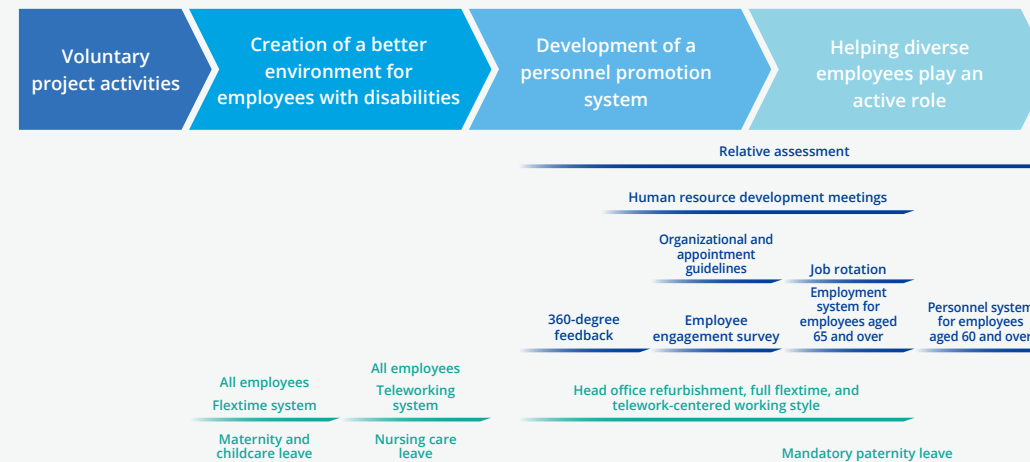 Voluntary
project activities
Creation of a better
environment for
employees with disabilities
Development of a
personnel promotion
system
Helping diverse
employees play an
active role
Relative assessment
Human resource development meetings
Organizational and
appointment
guidelines
Job rotation
360-degree
feedback
Employee
engagement survey
Employment
system for
employees aged
65 and over
Personnel system
for employees
aged 60 and over
All employees
Flextime system
All employees
Teleworking
system
Head office refurbishment, full flextime, and
telework-centered working style
Maternity and
childcare leave
Nursing care
leave
Mandatory paternity leave